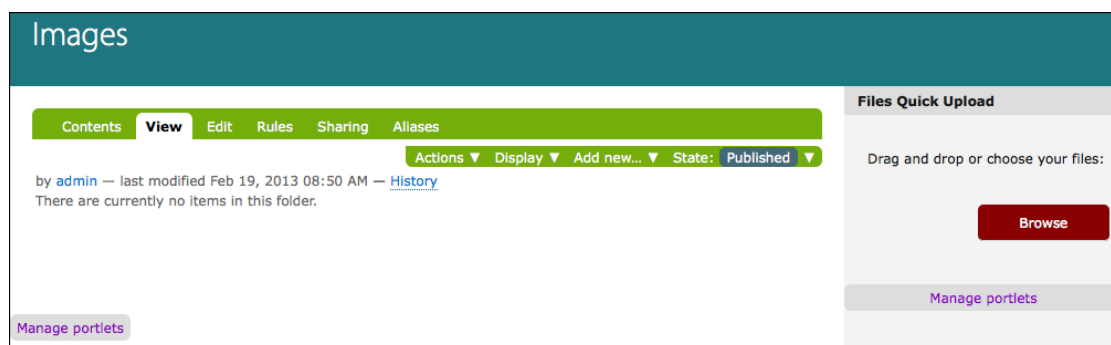 Images
Contents View Edit Rules Sharing Aliases
Actions ▼ Display ▼ Add new... ▼ State: Published ▼
by admin — last modified Feb 19, 2013 08:50 AM — History
There are currently no items in this folder.
Manage portlets
Files Quick Upload
Drag and drop or choose your files:
Browse
Manage portlets